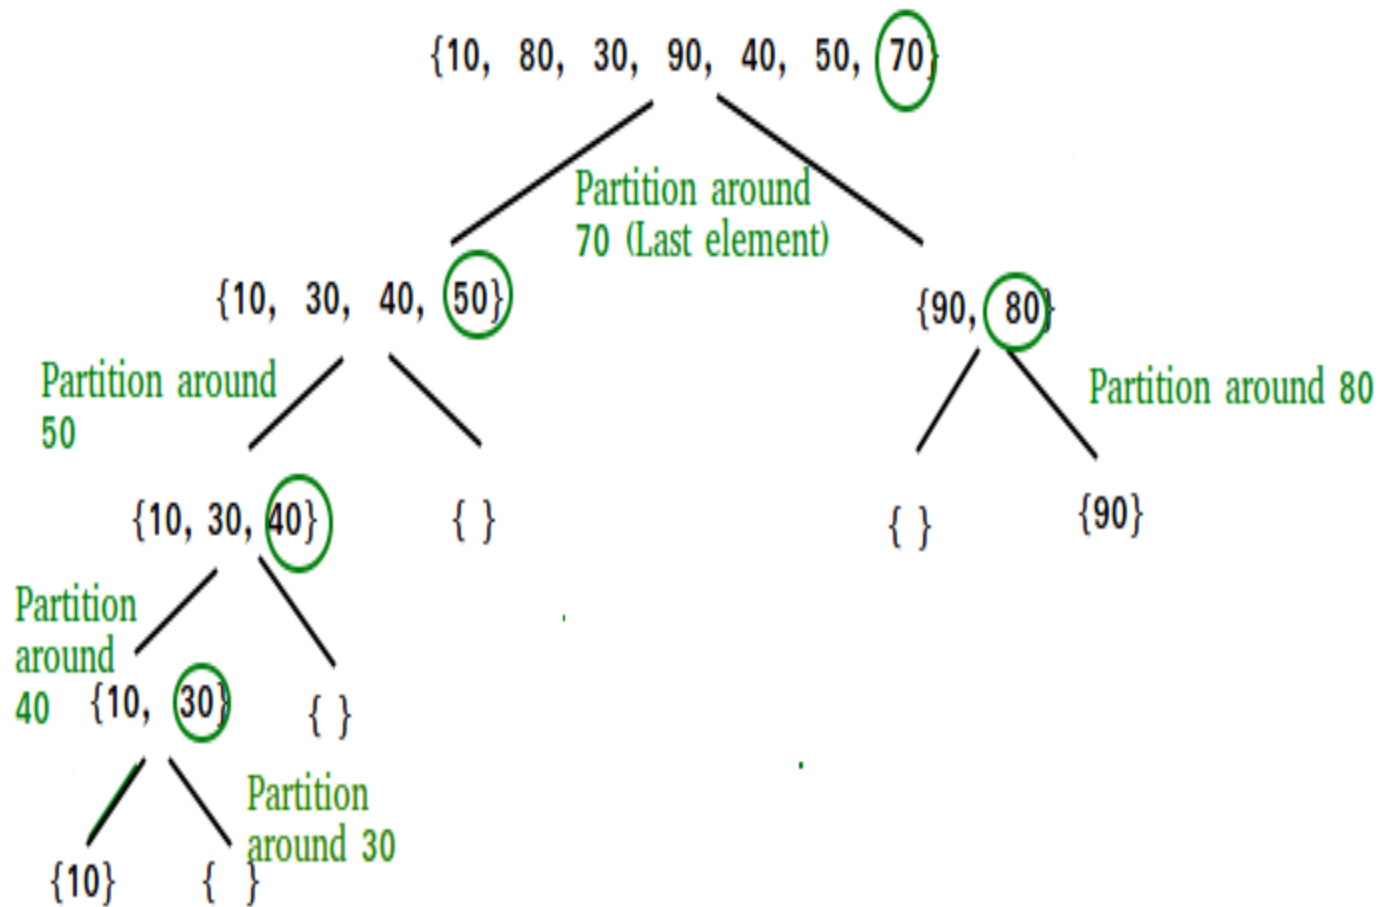 {10, 80, 30, 90, 40, 50, 70}
Partition around
70 (Last element)
{10, 30, 40, 50}
{90, 80}
Partition around
50
Partition around 80
{10, 30, 40}
{ }
{ }
{90}
Partition
around
40
{10, 30}
{ }
Partition
around 30
{10}
{ }